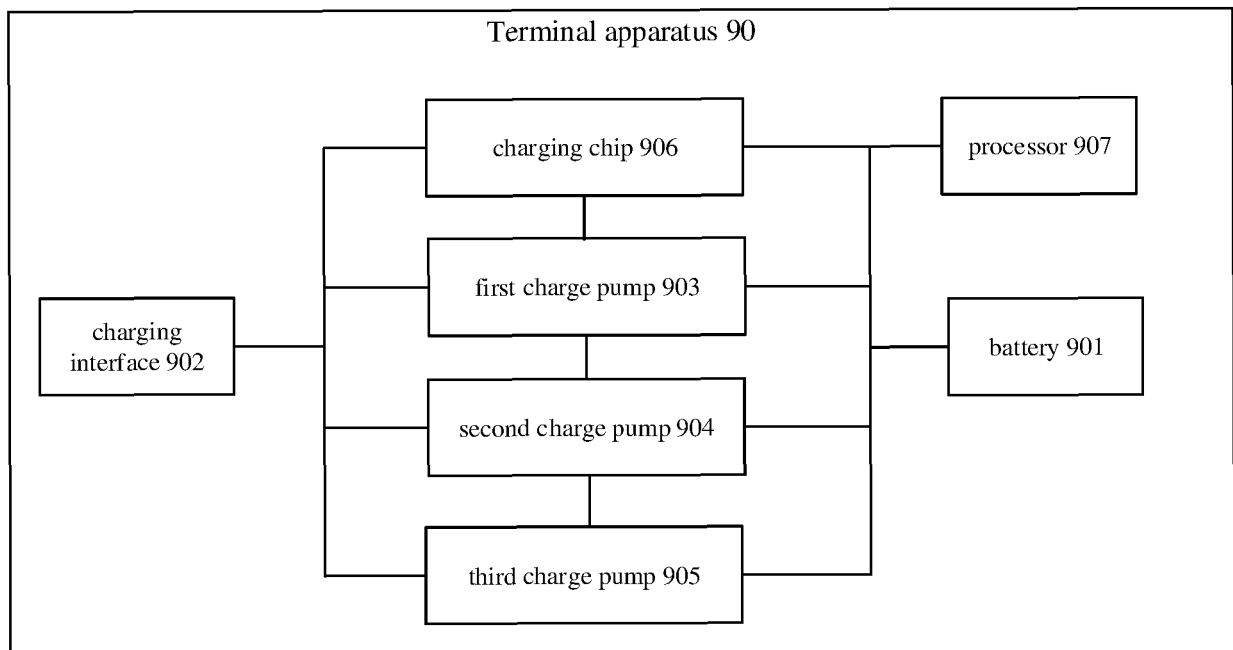 Terminal apparatus 90
charging chip 906
processor 907
first charge pump 903
charging
interface 902
battery 901
second charge pump 904
third charge pump 905